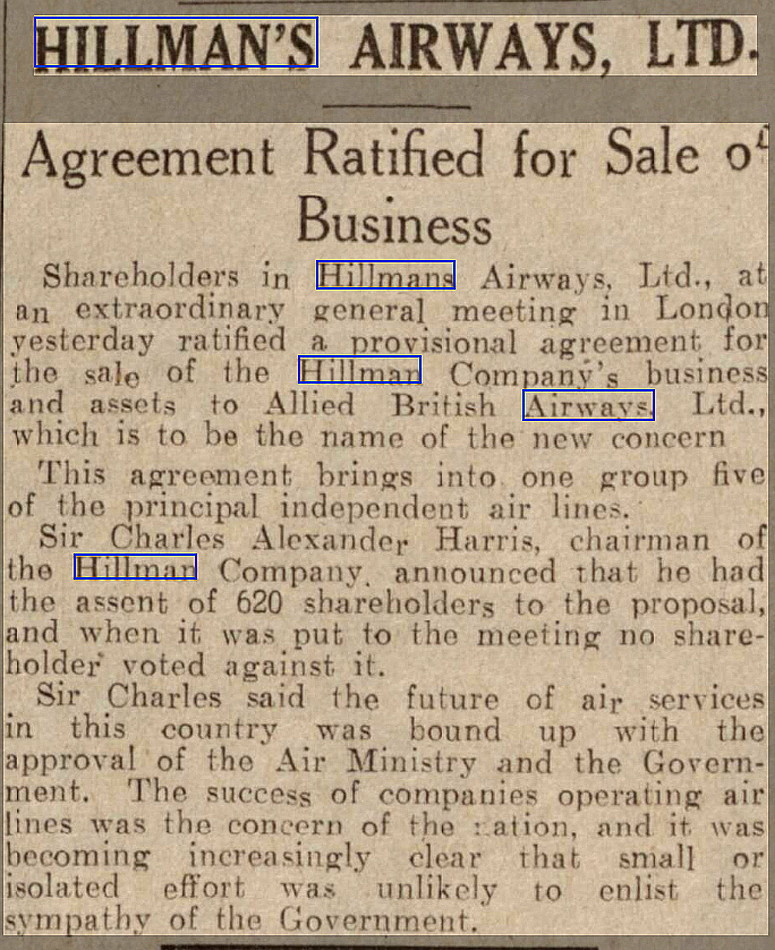 HILLMAN'S AIRWAYS, LTD.
Agreement Ratified for Sale of
Business
Shareholders in Hillmans Airways, Ltd., at
an extraordinary general meeting in London
yesterday ratified a provisional agreement for
the sale of the Hillman Company's business
and assets to Allied British Airways, Ltd.,
which is to be the name of the new concern
This agreement brings into one group five
of the principal independent air lines.
Sir Charles Alexander Harris, chairman of
the Hillman Company, announced that he had
the assent of 620 shareholders to the proposal,
and when it was put to the meeting no share-
holder voted against it.
Sir Charles said the future of air services
in this country was bound up with the
approval of the Air Ministry and the Govern-
ment. The success of companies operating air
lines was the concern of the nation, and it was
becoming increasingly clear that small or
isolated effort was unlikely to enlist the
sympathy of the Government.